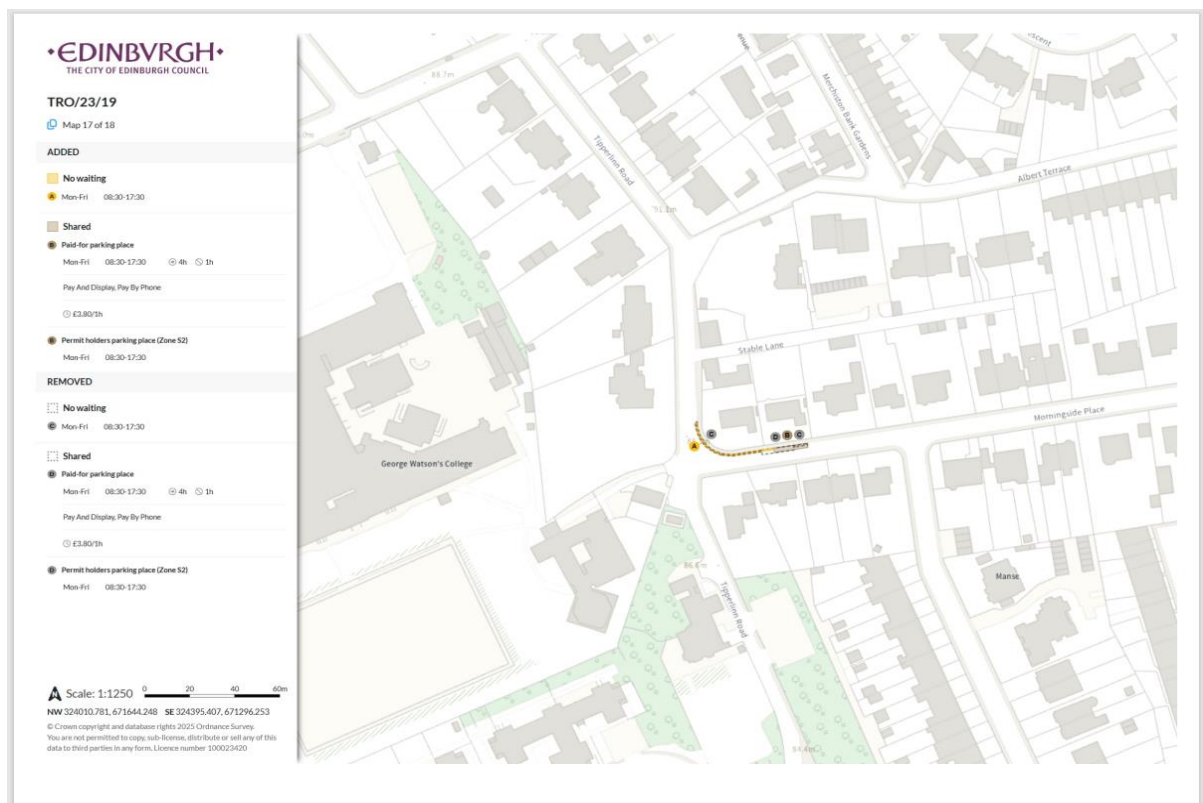 EDINBVRGH
THE CITY OF EDINBURGH COUNCIL
TRO/23/19
Map 17 of 18
ADDED
No waiting
A Mon-Fri 08:30-17:30
Shared
B Paid-for parking place
Mon-Fri 08:30-17:30 4h 1h
Pay And Display, Pay By Phone
£3.80/1h
B Permit holders parking place (Zone S2)
Mon-Fri 08:30-17:30
REMOVED
No waiting
C Mon-Fri 08:30-17:30
Shared
D Paid-for parking place
Mon-Fri 08:30-17:30 4h 1h
Pay And Display, Pay By Phone
£3.80/1h
D Permit holders parking place (Zone S2)
Mon-Fri 08:30-17:30
Scale: 1:1250 0 20 40 60m
NW 324010.781, 671644.248 SE 324395.407, 671296.253
© Crown copyright and database rights 2025 Ordnance Survey.
You are not permitted to copy, sub-license, distribute or sell any of this
data to third parties in any form. Licence number 100023420
88.7m
Tipperlinn Road
Merchiston Bank Gardens
Albert Terrace
Stable Lane
Morningside Place
C
D B C
A
George Watson's College
Manse
Tipperlinn Road